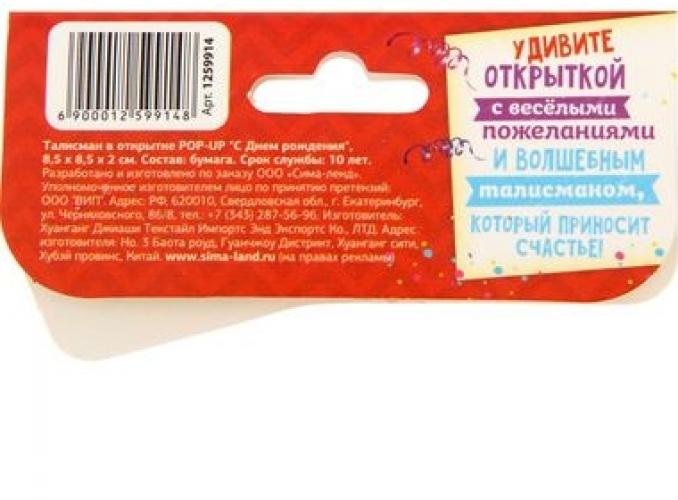 6 900012 599148
Арт. 1259914
Талисман в открытке POP-UP "С Днем рождения",
8,5 х 8,5 х 2 см. Состав: бумага. Срок службы: 10 лет.
Разработано и изготовлено по заказу ООО «Сима-ленд».
Уполномоченное изготовителем лицо по принятию претензий:
ООО "ВИП". Адрес: РФ, 620010, Свердловская обл., г. Екатеринбург,
ул. Черняховского, 86/8, тел.: +7 (343) 287-56-96. Изготовитель:
Хуанганг Джиаши Текстайл Импортс Энд Экспортс Ко., ЛТД. Адрес
изготовителя: Но. 3 Баота роуд, Гуанчжоу Дистрикт, Хуанганг сити,
Хубэй провинс, Китай. www.sima-land.ru (на правах рекламы)
УДИВИТЕ
ОТКРЫТКОЙ
с весёлыми
пожеланиями
И ВОЛШЕБНЫМ
талисманом,
КОТОРЫЙ ПРИНОСИТ
СЧАСТЬЕ!